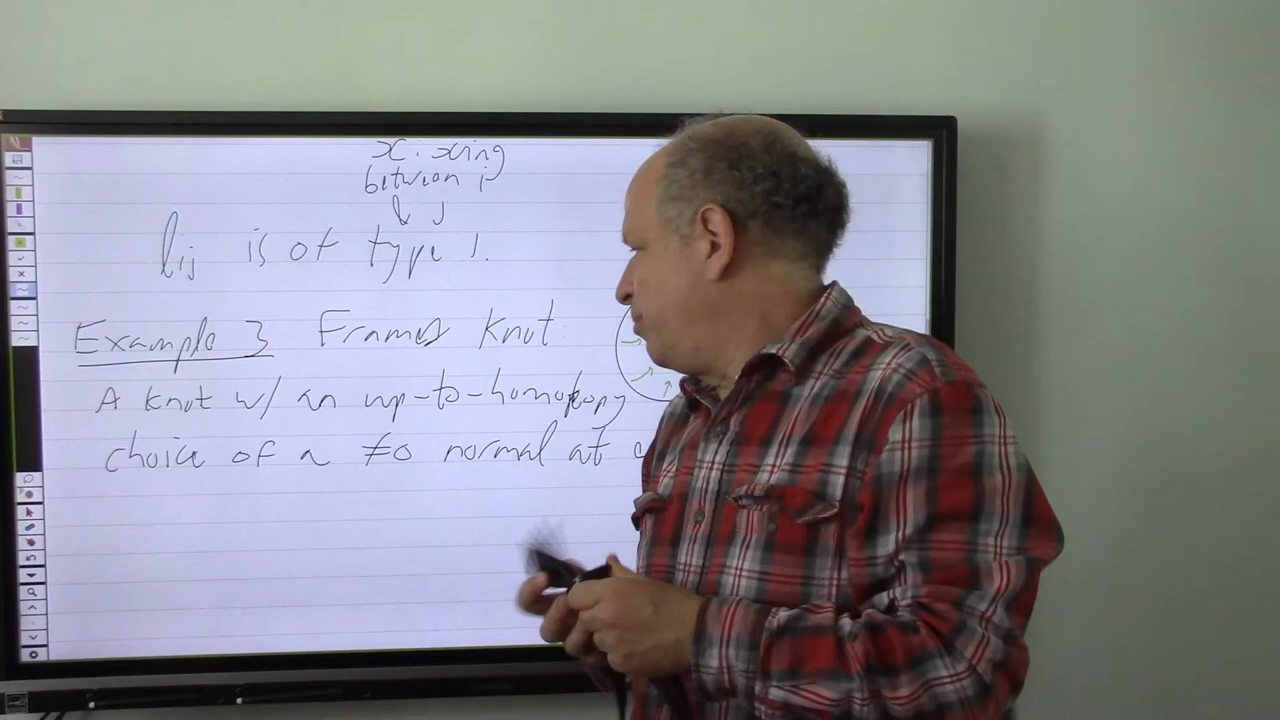 x: xing
between i
& j
lij is of type 1.
Example 3 Framed Knot:
A knot w/ an up-to-homotopy
choice of a ≠0 normal at